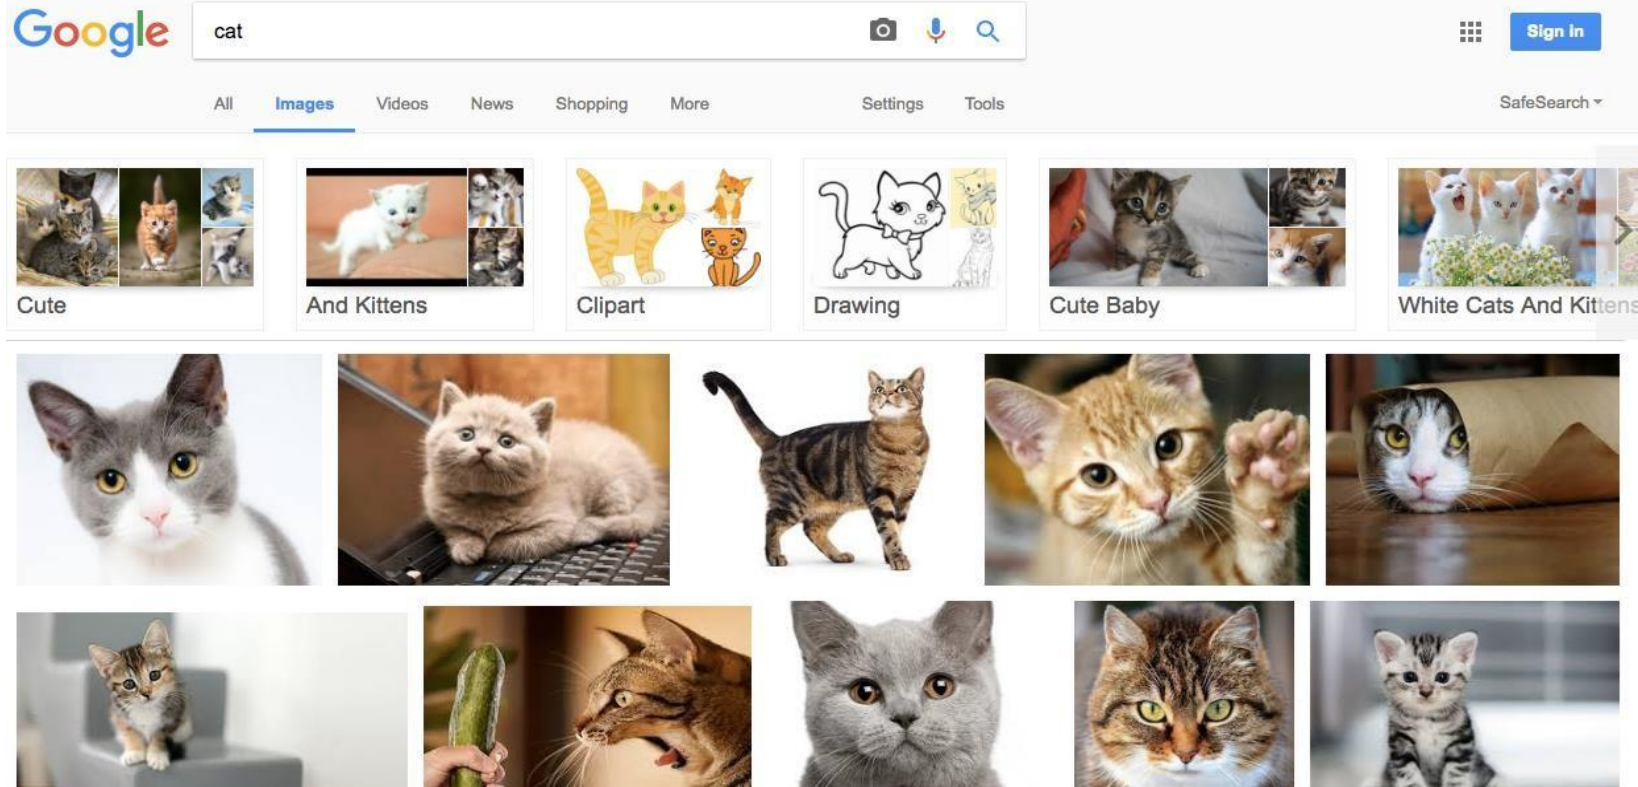 Google
cat
Sign in
All Images Videos News Shopping More Settings Tools SafeSearch
Cute
And Kittens
Clipart
Drawing
Cute Baby
White Cats And Kittens